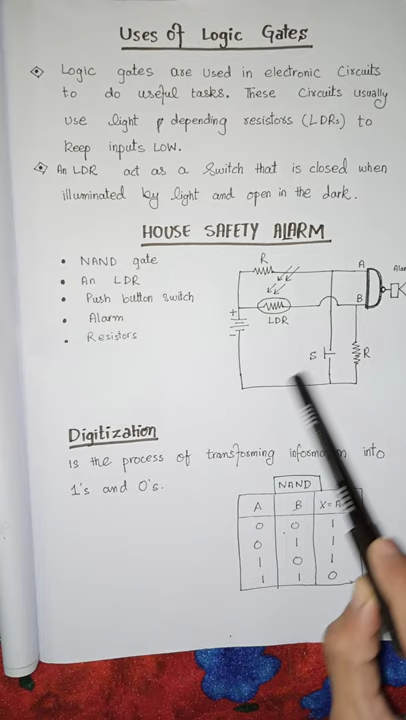 Uses of Logic Gates
Logic gates are used in electronic circuits
to do useful tasks. These circuits usually
use light depending resistors (LDRs) to
keep inputs LOW.
An LDR act as a switch that is closed when
illuminated by light and open in the dark.
HOUSE SAFETY ALARM
NAND gate
An LDR
Push button switch
Alarm
Resistors
R
A
Alar
B
+
LDR
S
R
Digitization
is the process of transforming information into
1's and 0's.
NAND
A B X=A
0 0 1
0 1 1
1 0 1
1 1 0